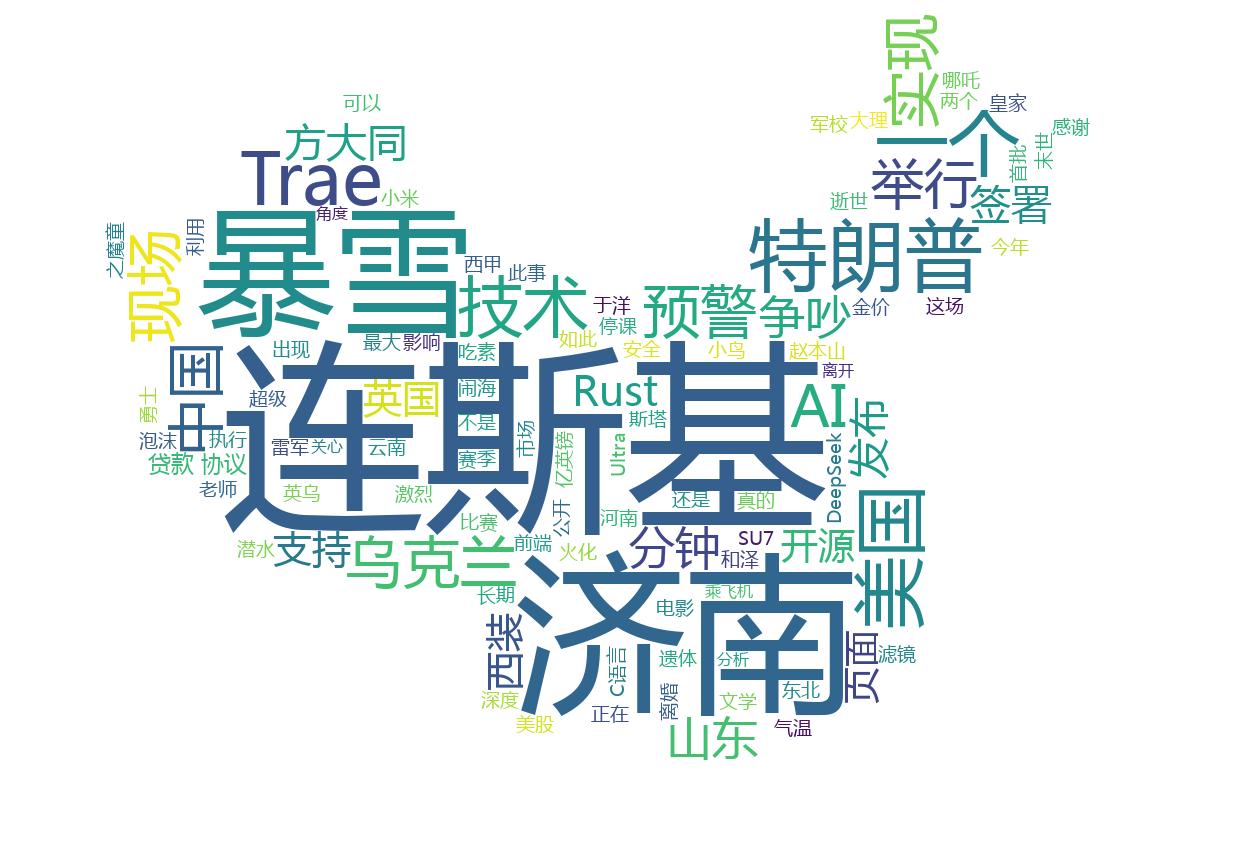 实现
哪吒
两个
皇家
可以
军校
大理
一个
感谢
方大同
首批
末世
Trae
举行
小米
逝世
签署
角度
之魔童
利用
暴雪
现场
特朗普
今年
西甲
此事
技术
预警
争吵
于洋
停课
金价
这场
最大
影响
如此
安全
小鸟
赵本山
出现
中国
连斯基
吃素
离开
英国
闹海
Rust
AI
发布
超级
勇士
不是
斯塔
泡沫
执行
雷军
关心
云南
市场
亿英镑
Ultra
DeepSeek
贷款
协议
赛季
老师
英乌
激烈
还是
真的
美国
比赛
公开
河南
潜水
支持
乌克兰
前端
火化
分钟
SU7
和泽
开源
长期
济南
乘飞机
电影
西装
C语言
遗体
分析
页面
滤镜
深度
离婚
东北
文学
美股
正在
山东
气温